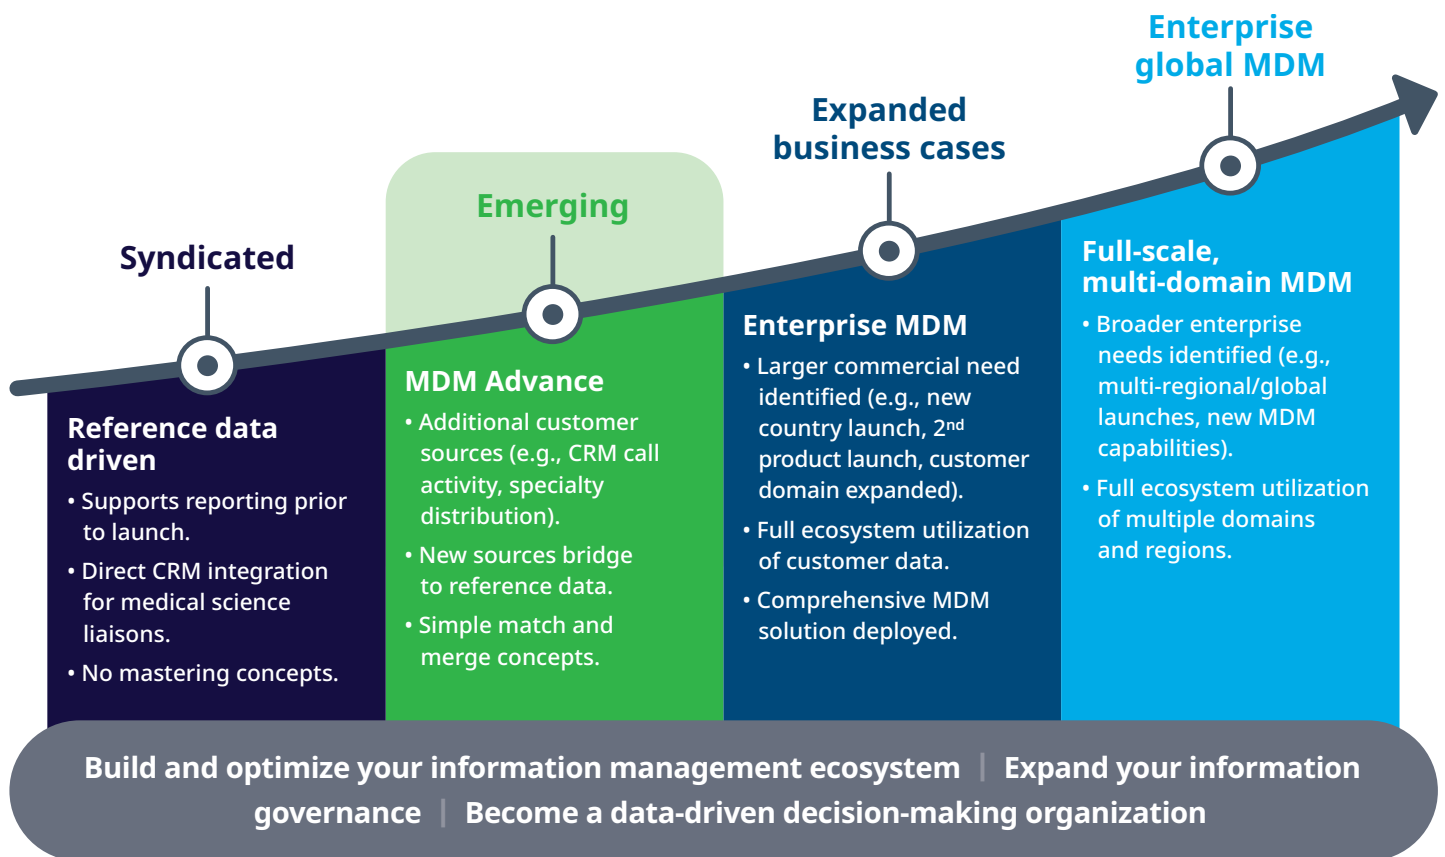 Syndicated
Reference data
driven
• Supports reporting prior
to launch.
• Direct CRM integration
for medical science
liaisons.
• No mastering concepts.
Emerging
MDM Advance
• Additional customer
sources (e.g., CRM call
activity, specialty
distribution).
• New sources bridge
to reference data.
• Simple match and
merge concepts.
Expanded
business cases
Enterprise MDM
• Larger commercial need
identified (e.g., new
country launch, 2nd
product launch, customer
domain expanded).
• Full ecosystem utilization
of customer data.
• Comprehensive MDM
solution deployed.
Enterprise
global MDM
Full-scale,
multi-domain MDM
• Broader enterprise
needs identified (e.g.,
multi-regional/global
launches, new MDM
capabilities).
• Full ecosystem utilization
of multiple domains
and regions.
Build and optimize your information management ecosystem | Expand your information
governance | Become a data-driven decision-making organization